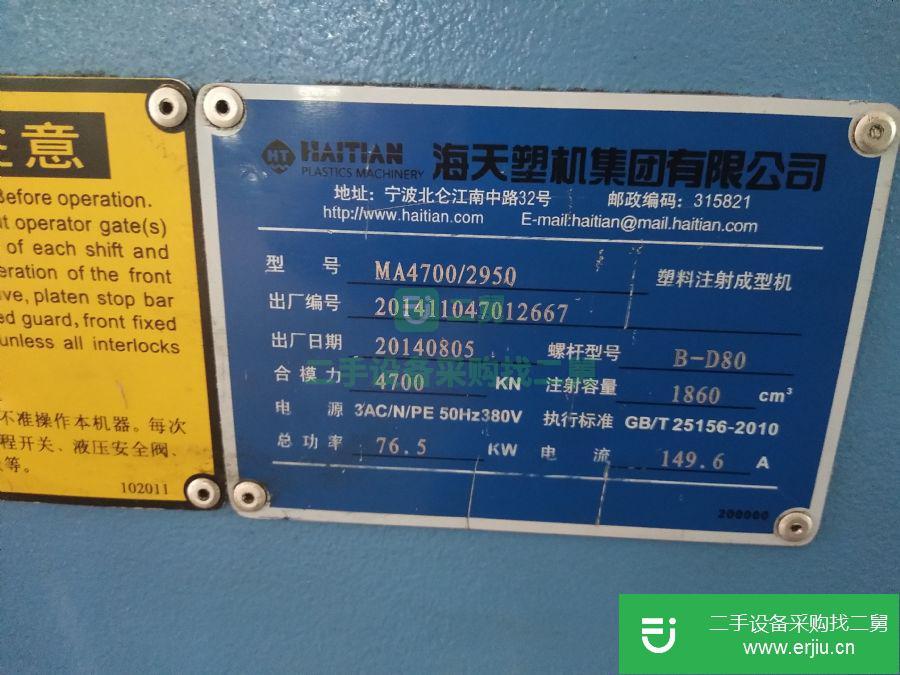 注意
Before operation.
operator gate(s)
of each shift and
of the front
platen stop bar
guard, front fixed
unless all interlocks
不准操作本机器。每次
程开关、液压安全阀、
等。
102011
HT HAITIAN
PLASTICS MACHINERY
海天塑机集团有限公司
地址：宁波北仑江南中路32号 邮政编码：315821
http://www.haitian.com E-mail:haitian@mail.haitian.com
型号 MA4700/2950 塑料注射成型机
出厂编号 201411047012667
出厂日期 20140805 螺杆型号 B-D80
合模力 4700 KN 注射容量 1860 cm³
电源 3AC/N/PE 50Hz380V 执行标准 GB/T 25156-2010
总功率 76.5 KW 电流 149.6 A
200000
二手设备采购找二舅
二手设备采购找二舅
www.erjiu.cn